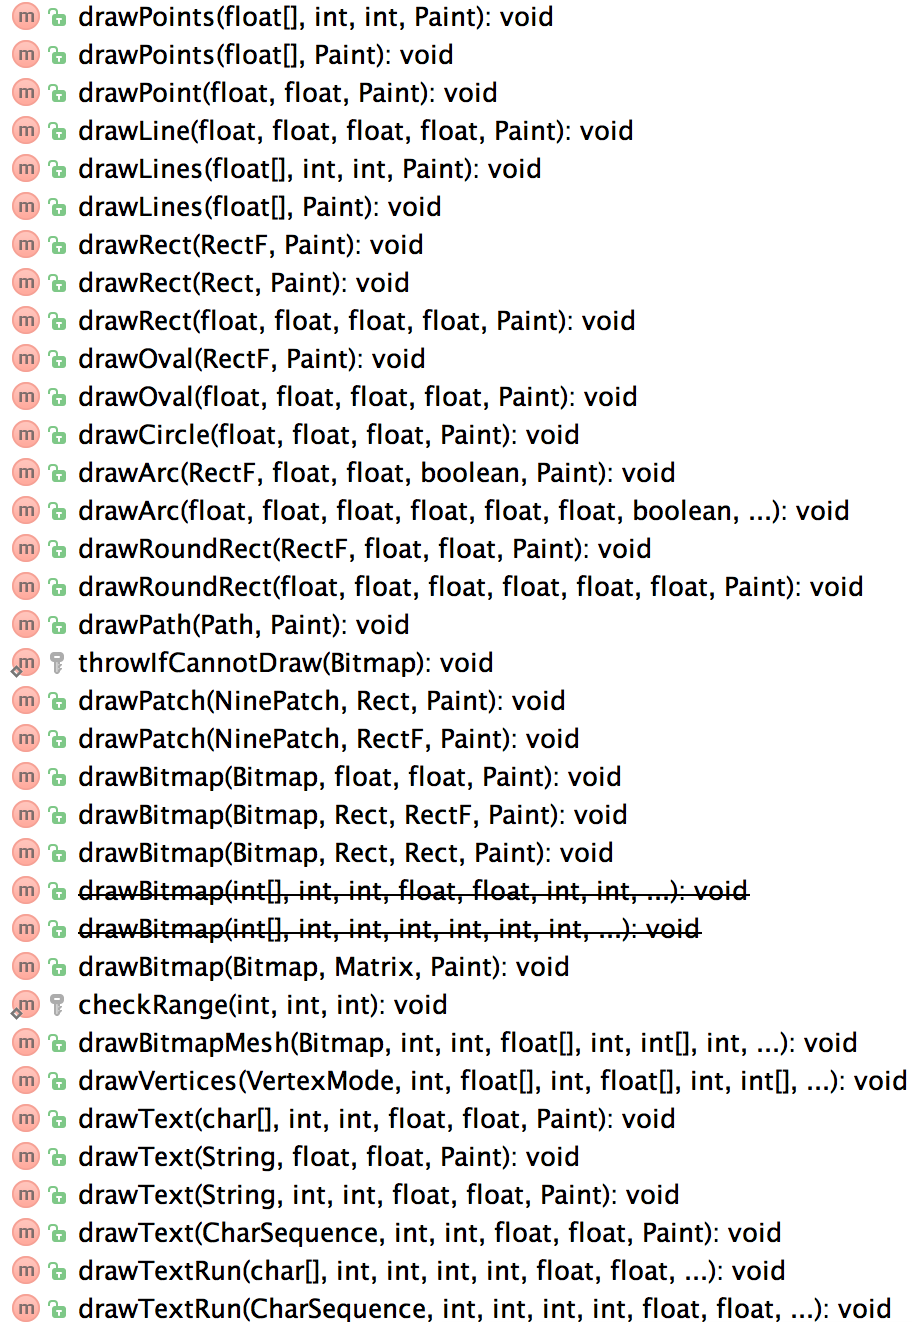 m drawPoints(float[], int, int, Paint): void
m drawPoints(float[], Paint): void
m drawPoint(float, float, Paint): void
m drawLine(float, float, float, float, Paint): void
m drawLines(float[], int, int, Paint): void
m drawLines(float[], Paint): void
m drawRect(RectF, Paint): void
m drawRect(Rect, Paint): void
m drawRect(float, float, float, float, Paint): void
m drawOval(RectF, Paint): void
m drawOval(float, float, float, float, Paint): void
m drawCircle(float, float, float, Paint): void
m drawArc(RectF, float, float, boolean, Paint): void
m drawArc(float, float, float, float, float, float, boolean, ...): void
m drawRoundRect(RectF, float, float, Paint): void
m drawRoundRect(float, float, float, float, float, float, Paint): void
m drawPath(Path, Paint): void
m throwIfCannotDraw(Bitmap): void
m drawPatch(NinePatch, Rect, Paint): void
m drawPatch(NinePatch, RectF, Paint): void
m drawBitmap(Bitmap, float, float, Paint): void
m drawBitmap(Bitmap, Rect, RectF, Paint): void
m drawBitmap(Bitmap, Rect, Rect, Paint): void
m drawBitmap(int[], int, int, float, float, int, int, ...): void
m drawBitmap(int[], int, int, int, int, int, int, ...): void
m drawBitmap(Bitmap, Matrix, Paint): void
m checkRange(int, int, int): void
m drawBitmapMesh(Bitmap, int, int, float[], int, int[], int, ...): void
m drawVertices(VertexMode, int, float[], int, float[], int, int[], ...): void
m drawText(char[], int, int, float, float, Paint): void
m drawText(String, float, float, Paint): void
m drawText(String, int, int, float, float, Paint): void
m drawText(CharSequence, int, int, float, float, Paint): void
m drawTextRun(char[], int, int, int, int, float, float, ...): void
m drawTextRun(CharSequence, int, int, int, int, float, float, ...): void